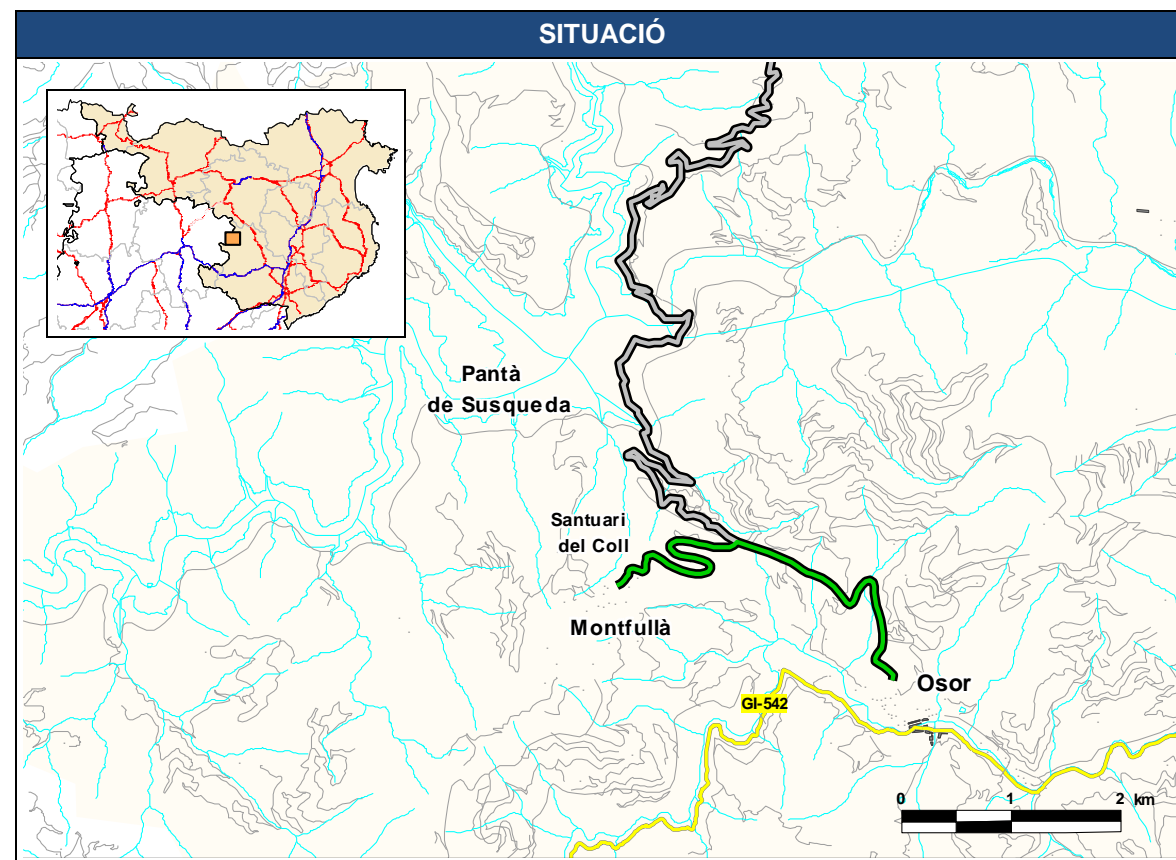 SITUACIÓ
Pantà
de Susqueda
Santuari
del Coll
Montfullà
Osor
GI-542
0 1 2 km